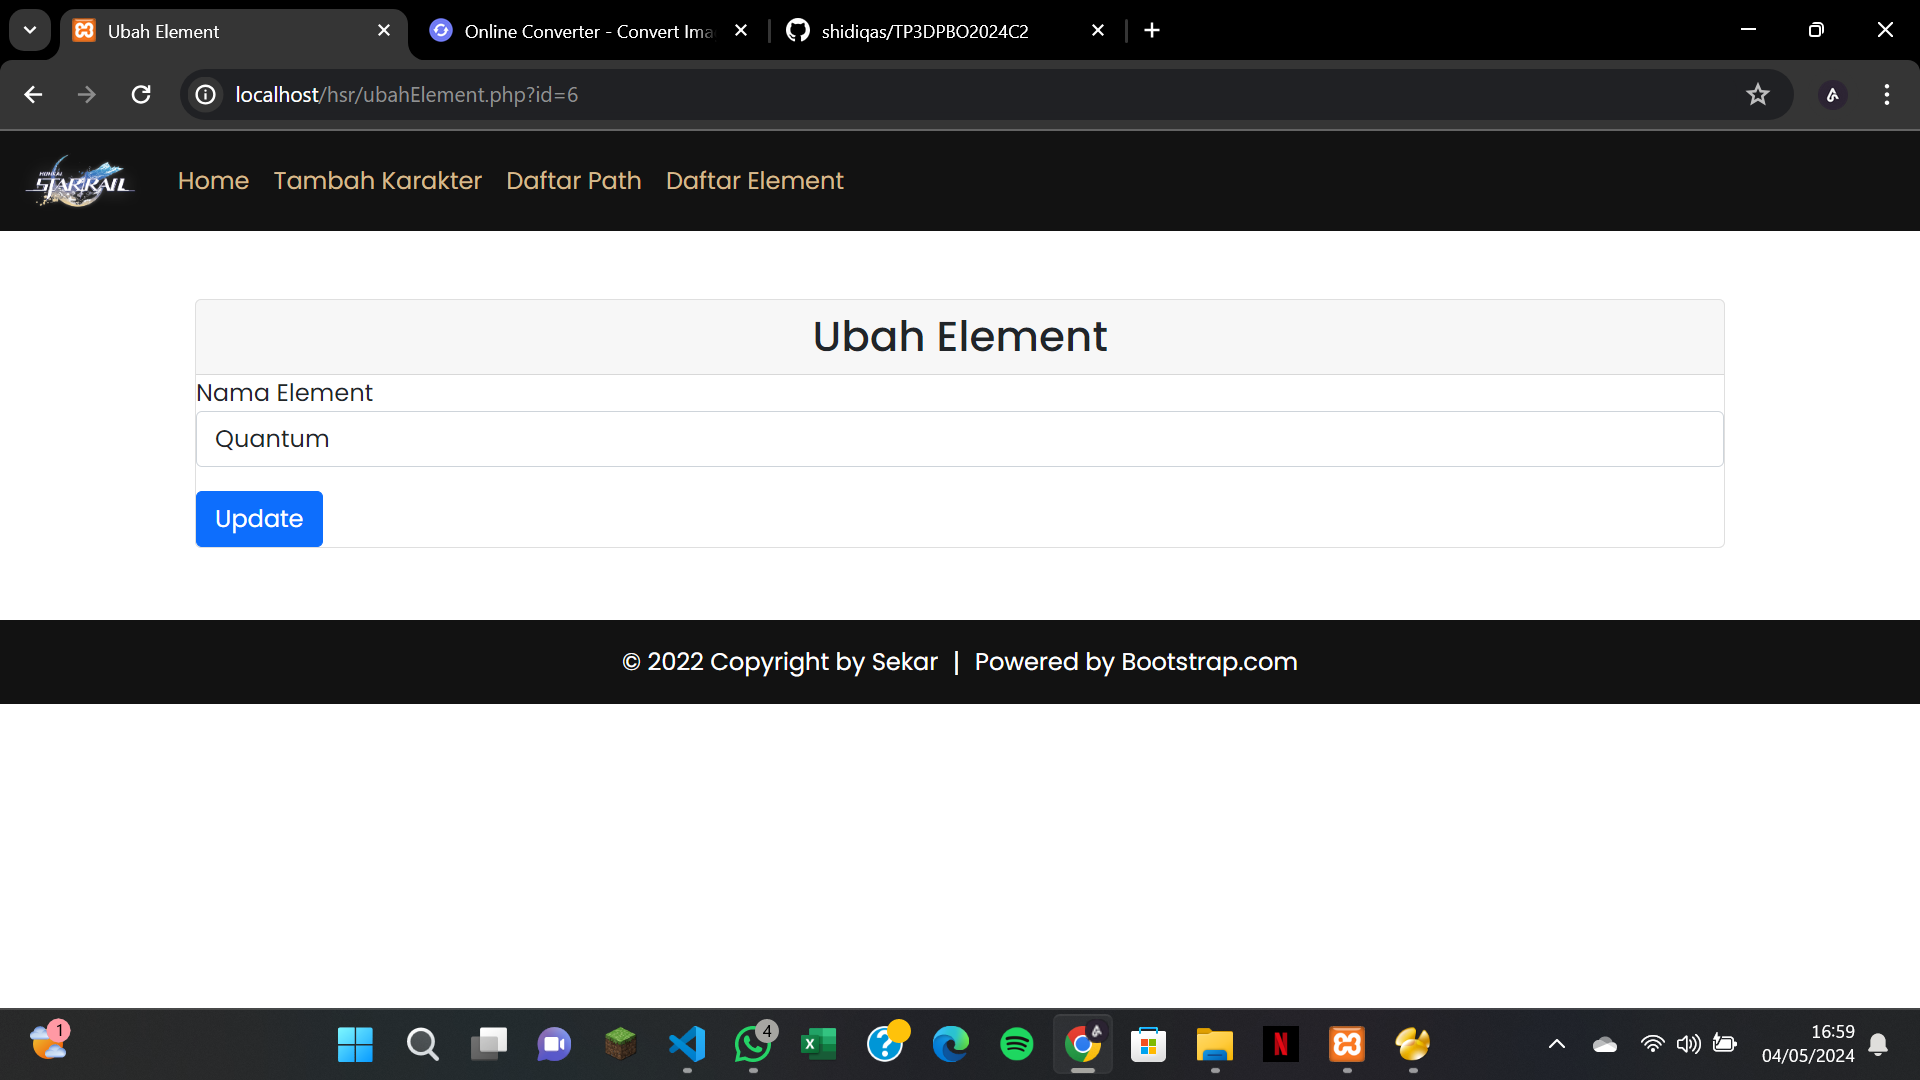 Ubah Element
Online Converter - Convert Ima
shidiqas/TP3DPBO2024C2
localhost/hsr/ubahElement.php?id=6
HONKAI
STARRAIL
Home
Tambah Karakter
Daftar Path
Daftar Element
Ubah Element
Nama Element
Quantum
Update
© 2022 Copyright by Sekar | Powered by Bootstrap.com
1
4
16:59
04/05/2024